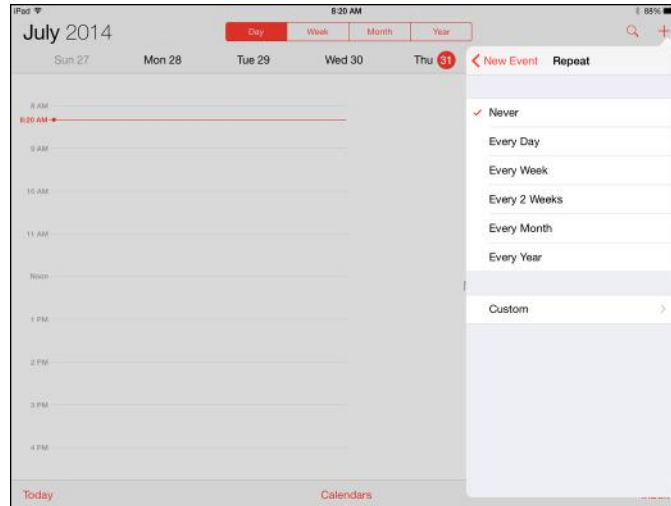 iPad 8:20 AM 88%
July 2014
Day Week Month Year
Sun 27 Mon 28 Tue 29 Wed 30 Thu 31
New Event Repeat
8 AM
8:20 AM
9 AM
10 AM
11 AM
Noon
1 PM
2 PM
3 PM
4 PM
Never
Every Day
Every Week
Every 2 Weeks
Every Month
Every Year
Custom
Today Calendars